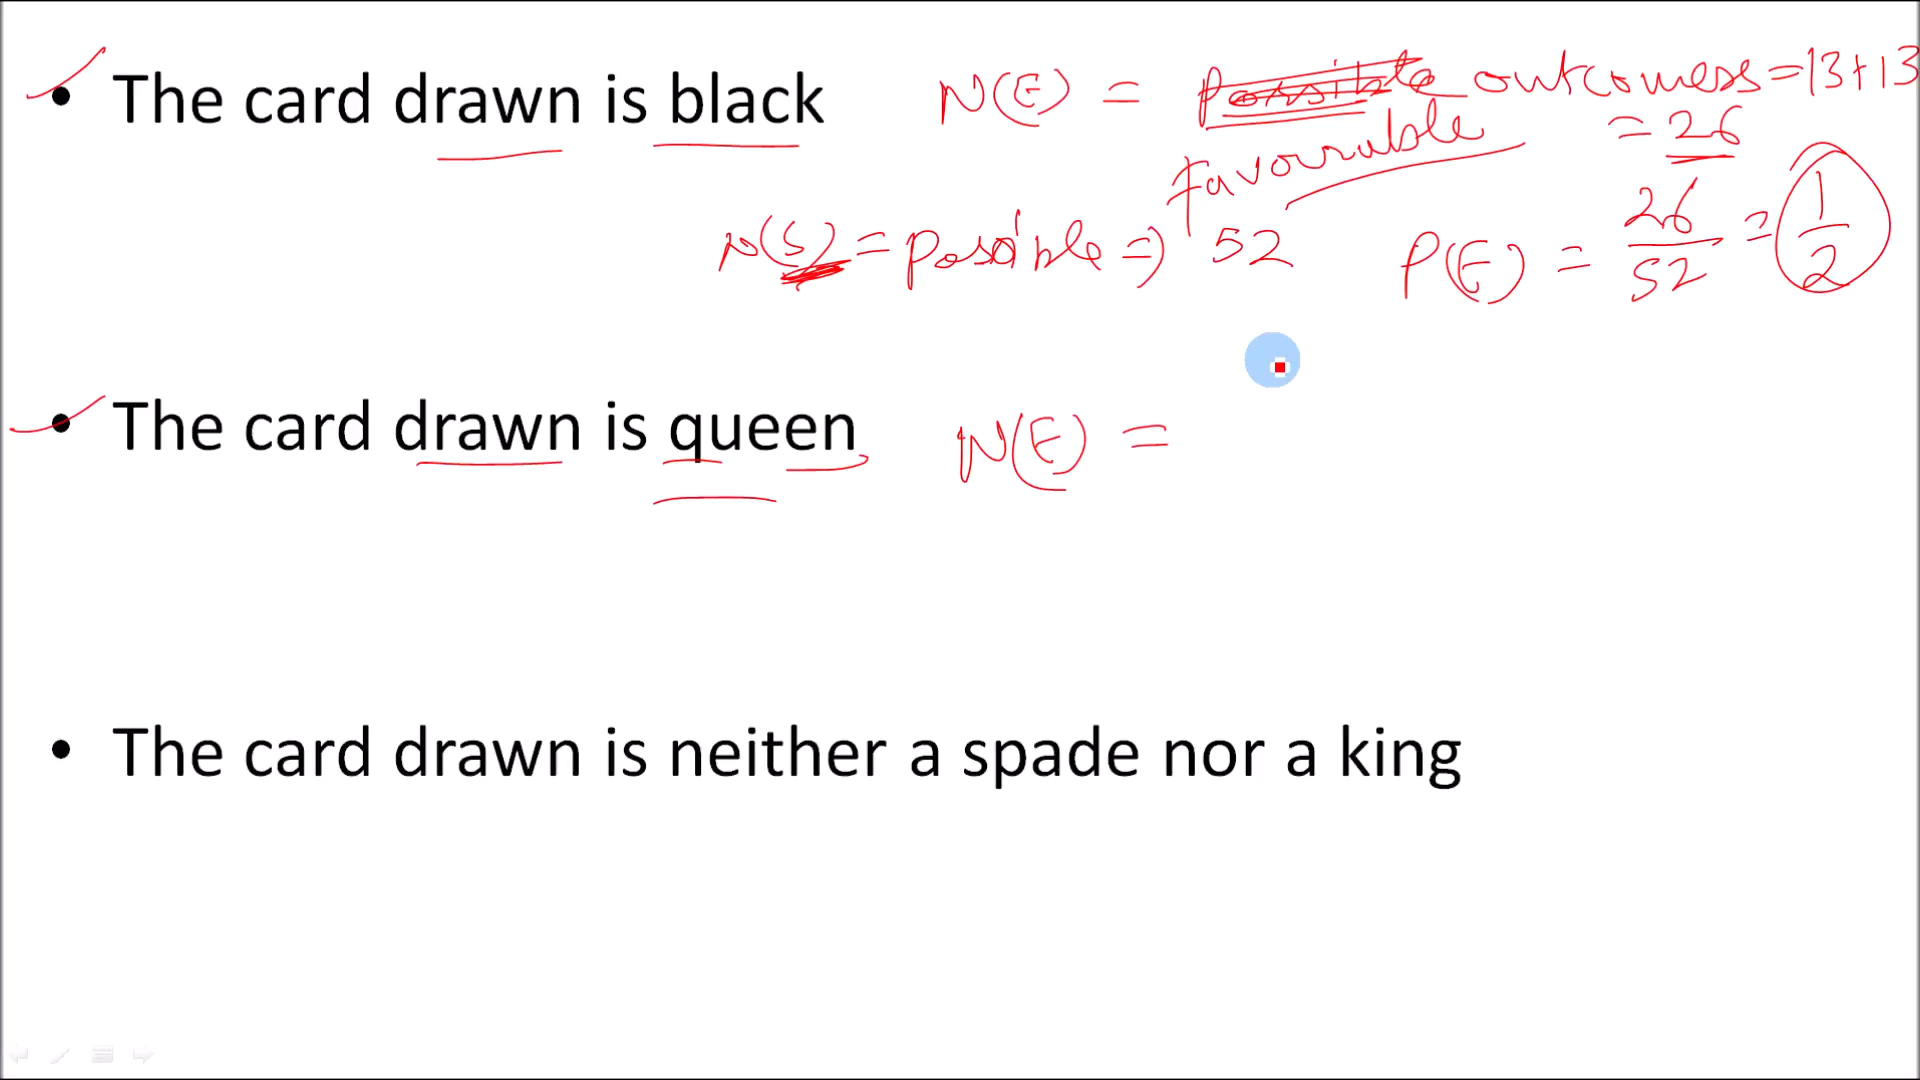 • The card drawn is black N(E) = possible outcomess = 13+13
favourable = 26
N(S) = possible ⇒ 52 P(E) = 26/52 = 1/2
• The card drawn is queen N(E) =
• The card drawn is neither a spade nor a king